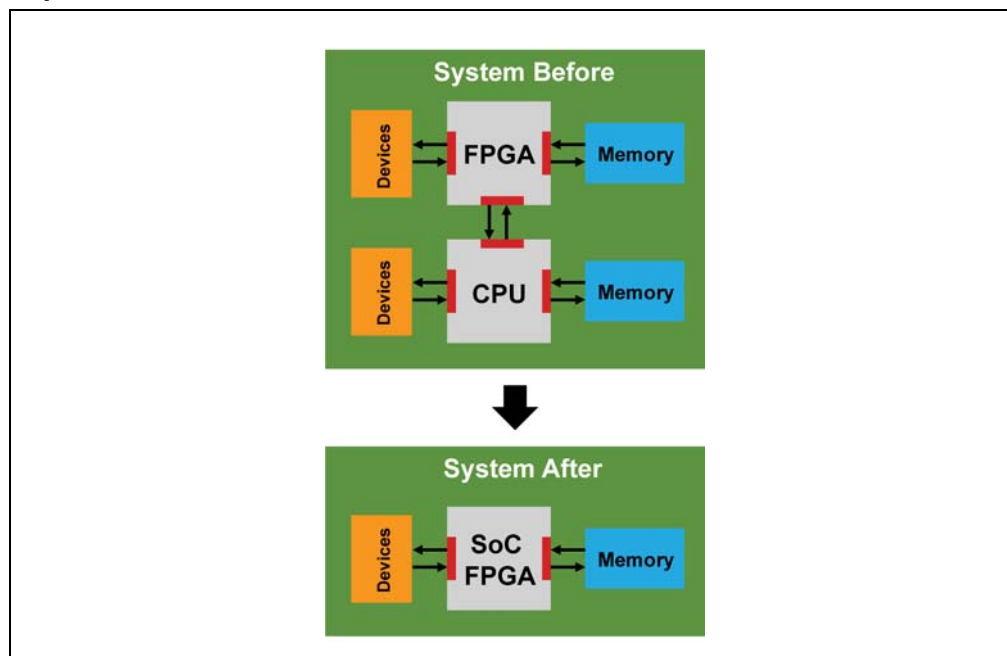 System Before
Devices
FPGA
Memory
Devices
CPU
Memory
System After
Devices
SoC
FPGA
Memory